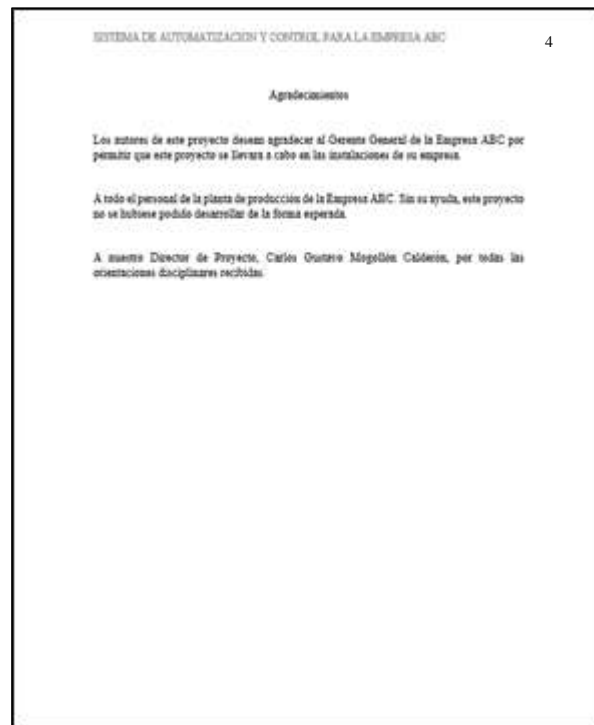 SISTEMA DE AUTOMATIZACION Y CONTROL PARA LA EMPRESA ABC
4
Agradecimientos
Los autores de este proyecto desean agradecer al Gerente General de la Empresa ABC por
permitir que este proyecto se llevara a cabo en las instalaciones de su empresa.
A todo el personal de la planta de producción de la Empresa ABC. Sin su ayuda, este proyecto
no se hubiese podido desarrollar de la forma esperada.
A nuestro Director de Proyecto, Carlos Gustavo Mogollón Calderón, por todas las
orientaciones disciplinares recibidas.